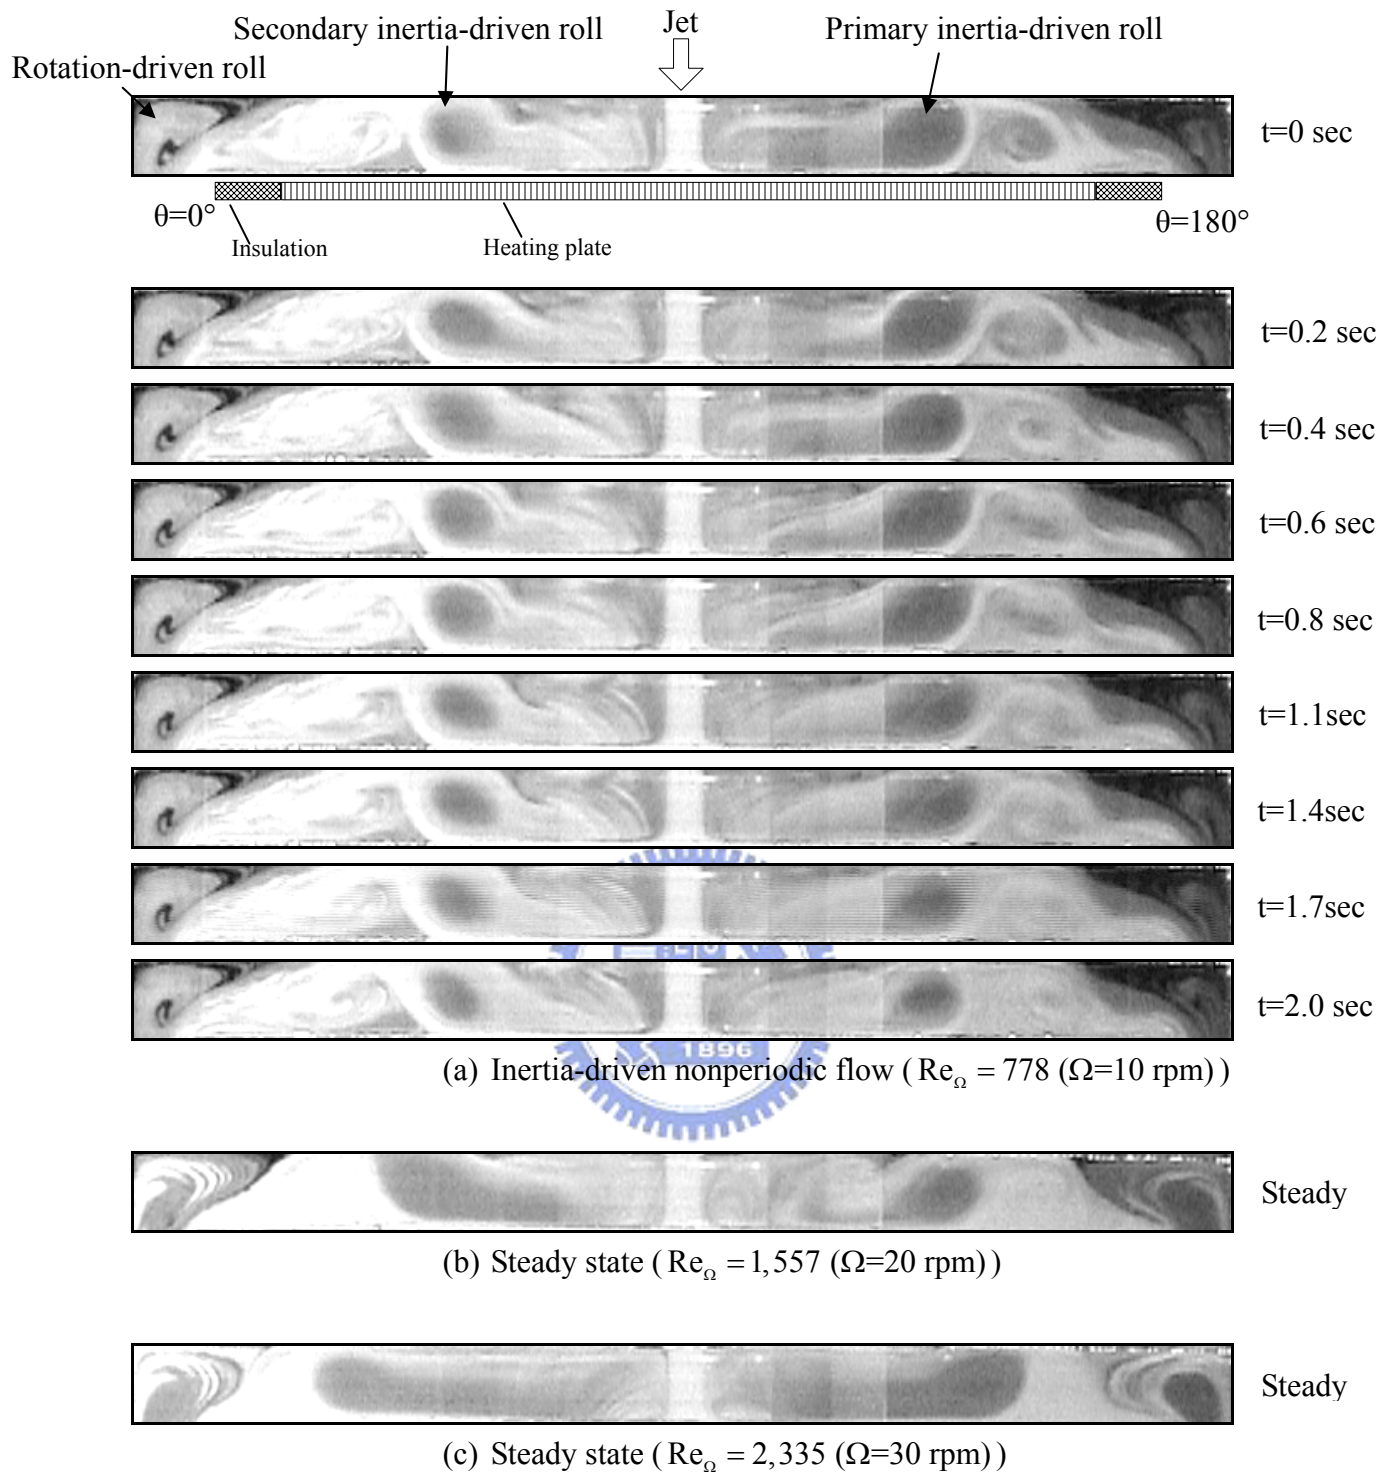 Secondary inertia-driven roll
Jet
Primary inertia-driven roll
Rotation-driven roll
t=0 sec
θ=0°
θ=180°
Insulation
Heating plate
t=0.2 sec
t=0.4 sec
t=0.6 sec
t=0.8 sec
t=1.1sec
t=1.4sec
t=1.7sec
t=2.0 sec
1896
(a) Inertia-driven nonperiodic flow ( ReΩ = 778 (Ω=10 rpm) )
Steady
(b) Steady state ( ReΩ = 1,557 (Ω=20 rpm) )
Steady
(c) Steady state ( ReΩ = 2,335 (Ω=30 rpm) )